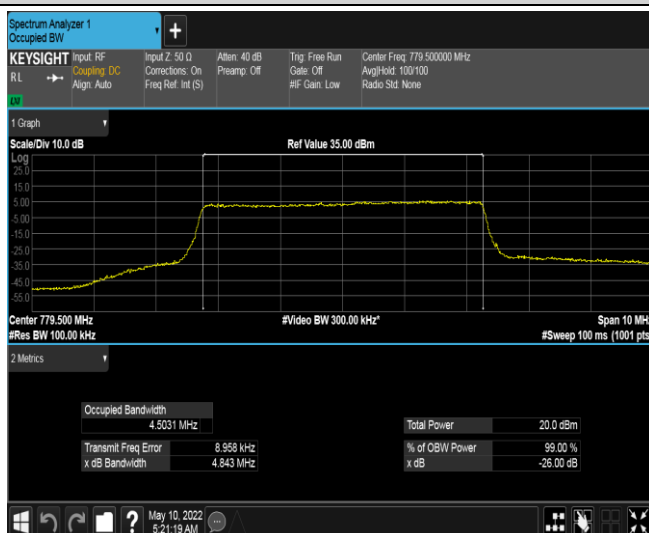 Spectrum Analyzer 1
Occupied BW
+
KEYSIGHT
RL
Input: RF
Coupling: DC
Align: Auto
Input Z: 50 Ω
Corrections: On
Freq Ref: Int (S)
Atten: 40 dB
Preamp: Off
Trig: Free Run
Gate: Off
#IF Gain: Low
Center Freq: 779.500000 MHz
Avg|Hold: 100/100
Radio Std: None
1 Graph
Scale/Div 10.0 dB
Ref Value 35.00 dBm
Log
25.0
15.0
5.00
-5.00
-15.0
-25.0
-35.0
-45.0
-55.0
Center 779.500 MHz
#Video BW 300.00 kHz*
Span 10 MHz
#Res BW 100.00 kHz
#Sweep 100 ms (1001 pts
2 Metrics
Occupied Bandwidth
4.5031 MHz
Total Power 20.0 dBm
Transmit Freq Error 8.958 kHz
% of OBW Power 99.00 %
x dB Bandwidth 4.843 MHz
x dB -26.00 dB
?
May 10, 2022
5:21:19 AM